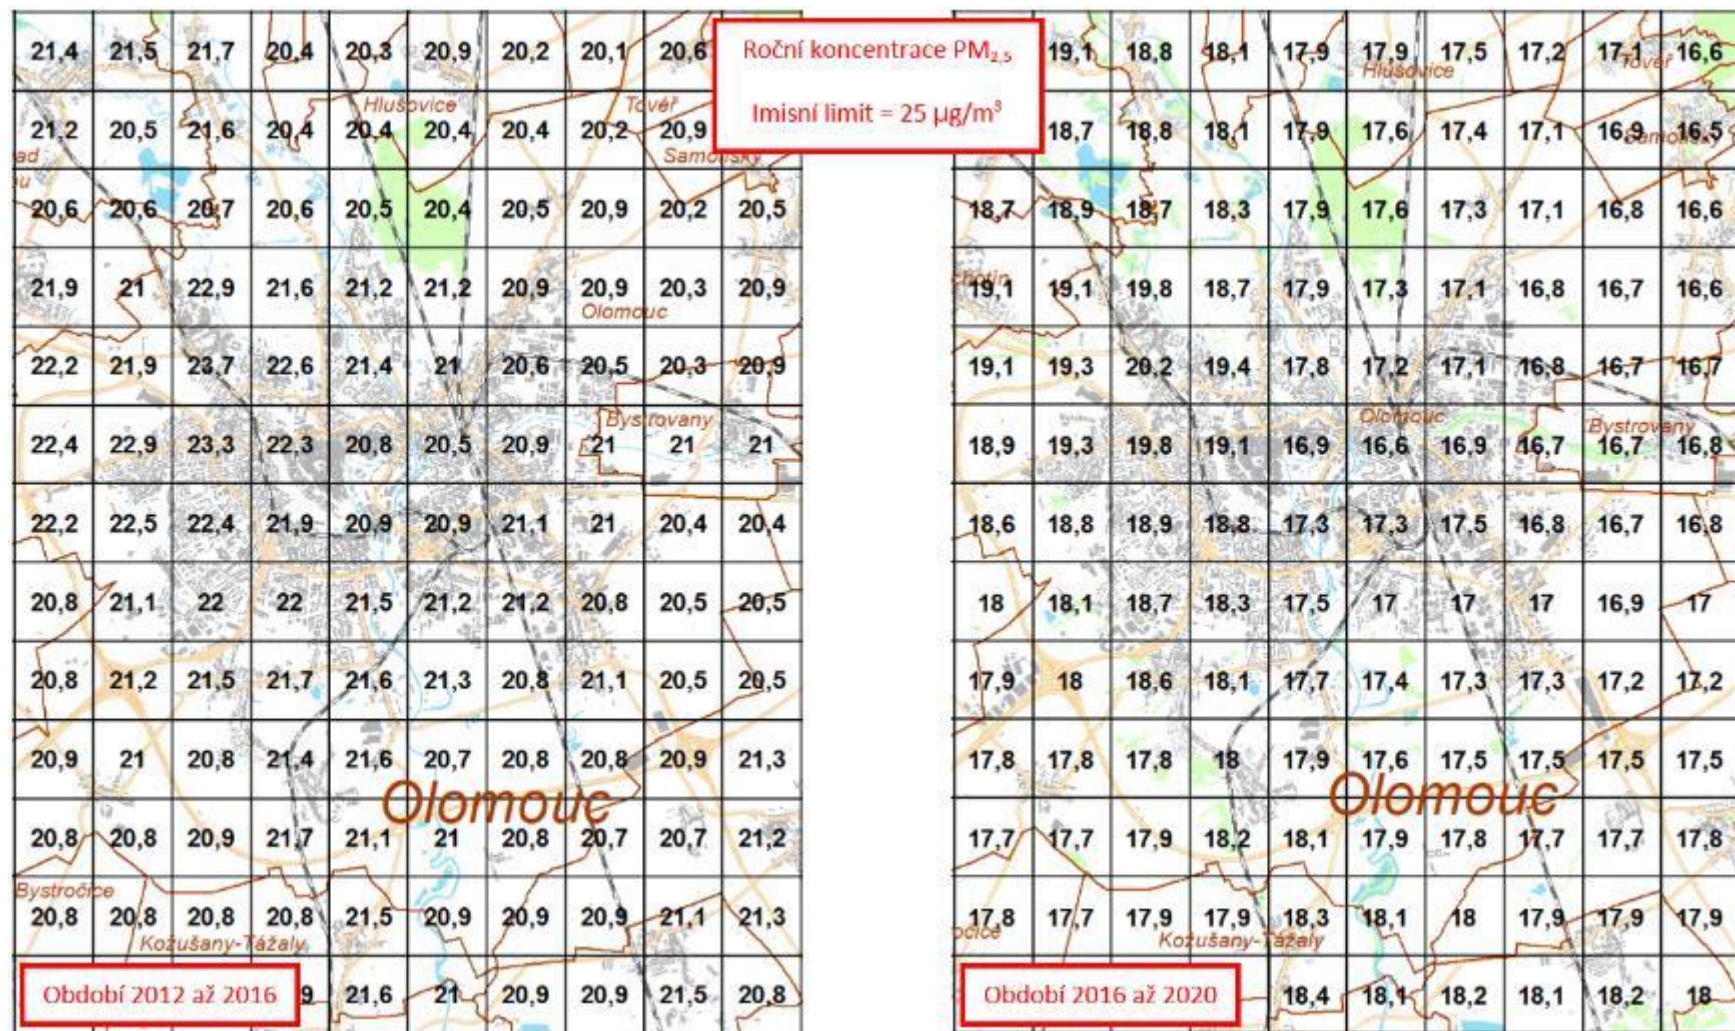 21,4 21,5 21,7 20,4 20,3 20,9 20,2 20,1 20,6
Hlušovice Tovéř
21,2 20,5 21,6 20,4 20,4 20,4 20,4 20,2 20,9
Samotišky
20,6 20,6 20,7 20,6 20,5 20,4 20,5 20,9 20,2 20,5
21,9 21 22,9 21,6 21,2 21,2 20,9 20,9 20,3 20,9
Olomouc
22,2 21,9 23,7 22,6 21,4 21 20,6 20,5 20,3 20,9
Bystrovany
22,4 22,9 23,3 22,3 20,8 20,5 20,9 21 21 21
22,2 22,5 22,4 21,9 20,9 20,9 21,1 21 20,4 20,4
20,8 21,1 22 22 21,5 21,2 21,2 20,8 20,5 20,5
20,8 21,2 21,5 21,7 21,6 21,3 20,8 21,1 20,5 20,5
20,9 21 20,8 21,4 21,6 20,7 20,8 20,8 20,9 21,3
Olomouc
20,8 20,8 20,9 21,7 21,1 21 20,8 20,7 20,7 21,2
Bystročice
20,8 20,8 20,8 20,8 21,5 20,9 20,9 20,9 21,1 21,3
Kožušany-Tážaly
Období 2012 až 2016
9 21,6 21 20,9 20,9 21,5 20,8
Roční koncentrace PM₂,₅
Imisní limit = 25 µg/m³
19,1 18,8 18,1 17,9 17,9 17,5 17,2 17,1 16,6
Hlušovice Tovéř
18,7 18,8 18,1 17,9 17,6 17,4 17,1 16,9 16,5
Samotišky
18,7 18,9 18,7 18,3 17,9 17,6 17,3 17,1 16,8 16,6
19,1 19,1 19,8 18,7 17,9 17,3 17,1 16,8 16,7 16,6
19,1 19,3 20,2 19,4 17,8 17,2 17,1 16,8 16,7 16,7
Olomouc Bystrovany
18,9 19,3 19,8 19,1 16,9 16,6 16,9 16,7 16,7 16,8
18,6 18,8 18,9 18,8 17,3 17,3 17,5 16,8 16,7 16,8
18 18,1 18,7 18,3 17,5 17 17 17 16,9 17
17,9 18 18,6 18,1 17,7 17,4 17,3 17,3 17,2 17,2
17,8 17,8 17,8 18 17,9 17,6 17,5 17,5 17,5 17,5
Olomouc
17,7 17,7 17,9 18,2 18,1 17,9 17,8 17,7 17,7 17,8
17,8 17,7 17,9 17,9 18,3 18,1 18 17,9 17,9 17,9
Kožušany-Tážaly
Období 2016 až 2020
18,4 18,1 18,2 18,1 18,2 18